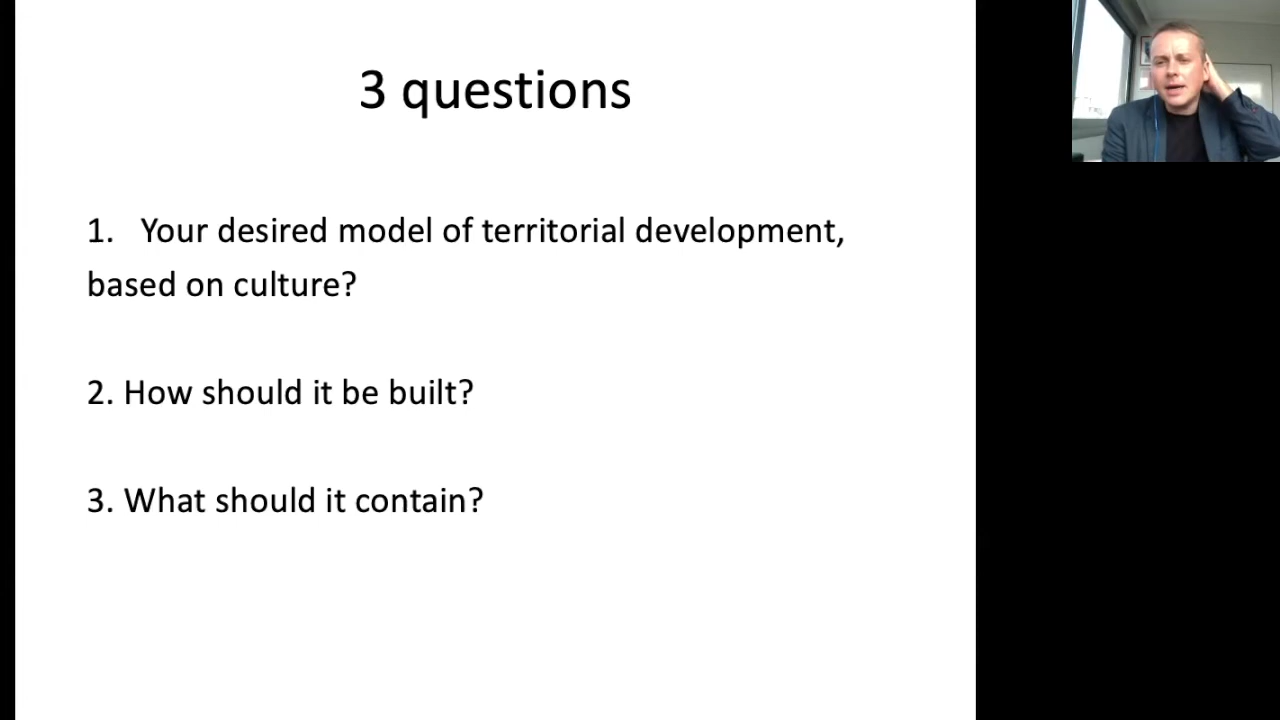 3 questions
1. Your desired model of territorial development,
based on culture?
2. How should it be built?
3. What should it contain?